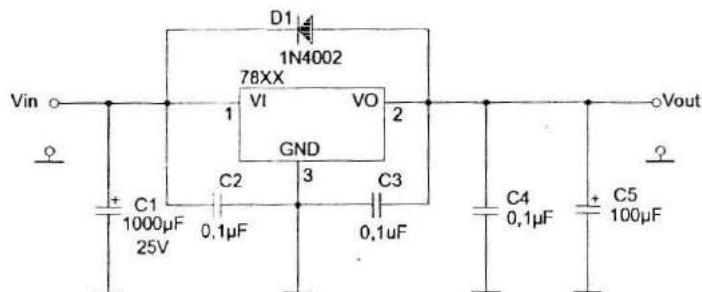 D1
1N4002
78XX
Vin
VI
VO
Vout
1
2
GND
3
C1
1000µF
25V
C2
0,1µF
C3
0,1uF
C4
0,1µF
C5
100µF
+
+